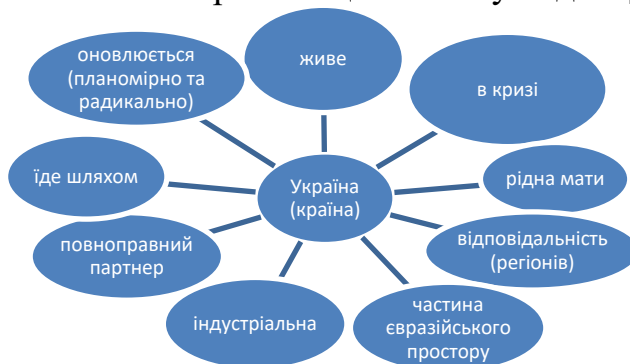 живе
оновлюється
(планомірно та
радикально)
в кризі
їде шляхом
Україна
(країна)
рідна мати
повноправний
партнер
відповідальність
(регіонів)
індустріальна
частина
євразійського
простору